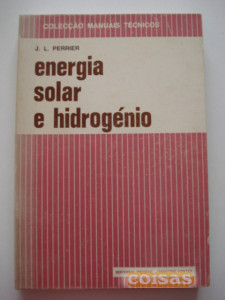 COLECÇÃO MANUAIS TÉCNICOS
J. L. PERRIER
energia
solar
e hidrogénio
coisas